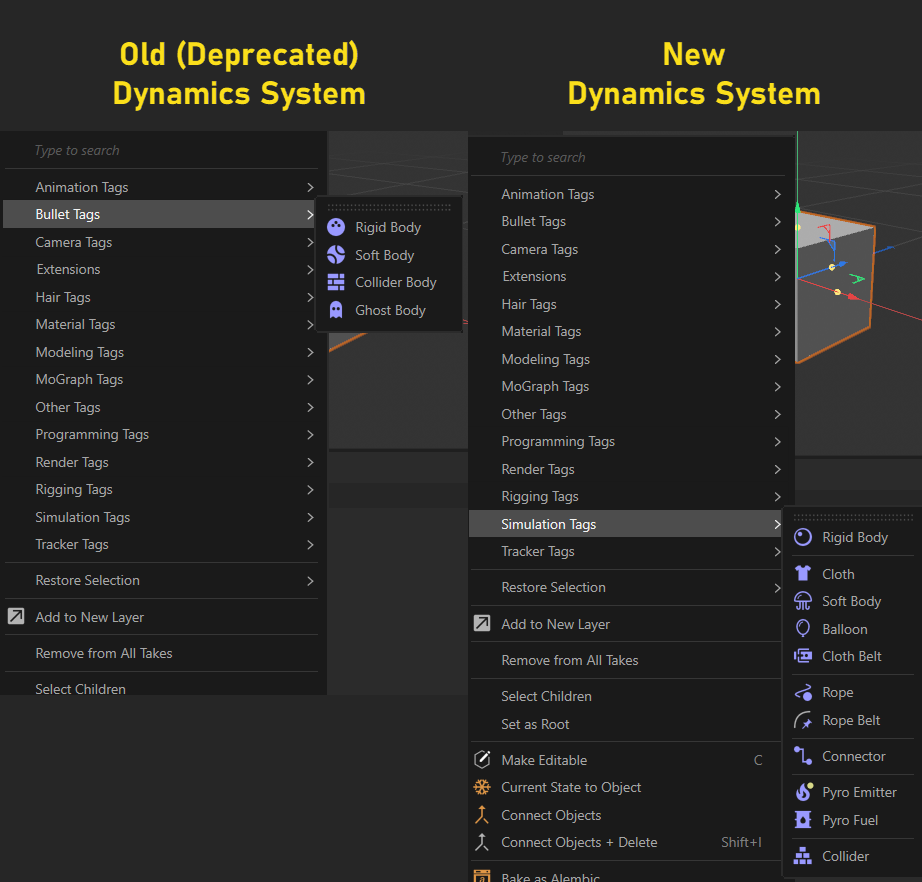 Old (Deprecated)
Dynamics System
New
Dynamics System
Type to search
Animation Tags
Bullet Tags
Camera Tags
Extensions
Hair Tags
Material Tags
Modeling Tags
MoGraph Tags
Other Tags
Programming Tags
Render Tags
Rigging Tags
Simulation Tags
Tracker Tags
Restore Selection
Add to New Layer
Remove from All Takes
Select Children
Rigid Body
Soft Body
Collider Body
Ghost Body
Type to search
Animation Tags
Bullet Tags
Camera Tags
Extensions
Hair Tags
Material Tags
Modeling Tags
MoGraph Tags
Other Tags
Programming Tags
Render Tags
Rigging Tags
Simulation Tags
Tracker Tags
Restore Selection
Add to New Layer
Remove from All Takes
Select Children
Set as Root
Make Editable C
Current State to Object
Connect Objects
Connect Objects + Delete Shift+I
Bake as Alembic
Rigid Body
Cloth
Soft Body
Balloon
Cloth Belt
Rope
Rope Belt
Connector
Pyro Emitter
Pyro Fuel
Collider